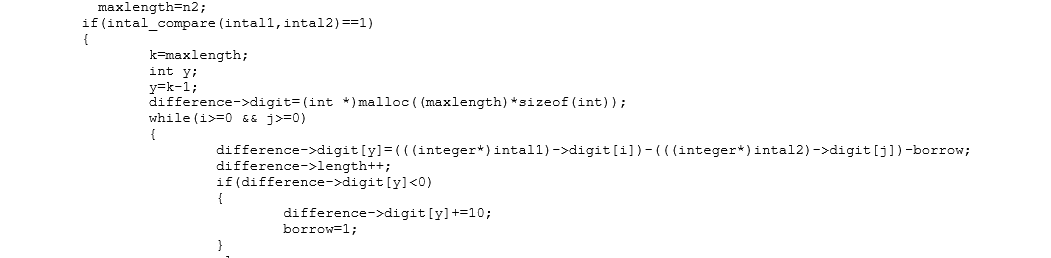 maxlength=n2;
if(intal_compare(intal1,intal2)==1)
{
k=maxlength;
int y;
y=k-1;
difference->digit=(int *)malloc((maxlength)*sizeof(int));
while(i>=0 && j>=0)
{
difference->digit[y]=(((integer*)intal1)->digit[i])-(((integer*)intal2)->digit[j])-borrow;
difference->length++;
if(difference->digit[y]<0)
{
difference->digit[y]+=10;
borrow=1;
}